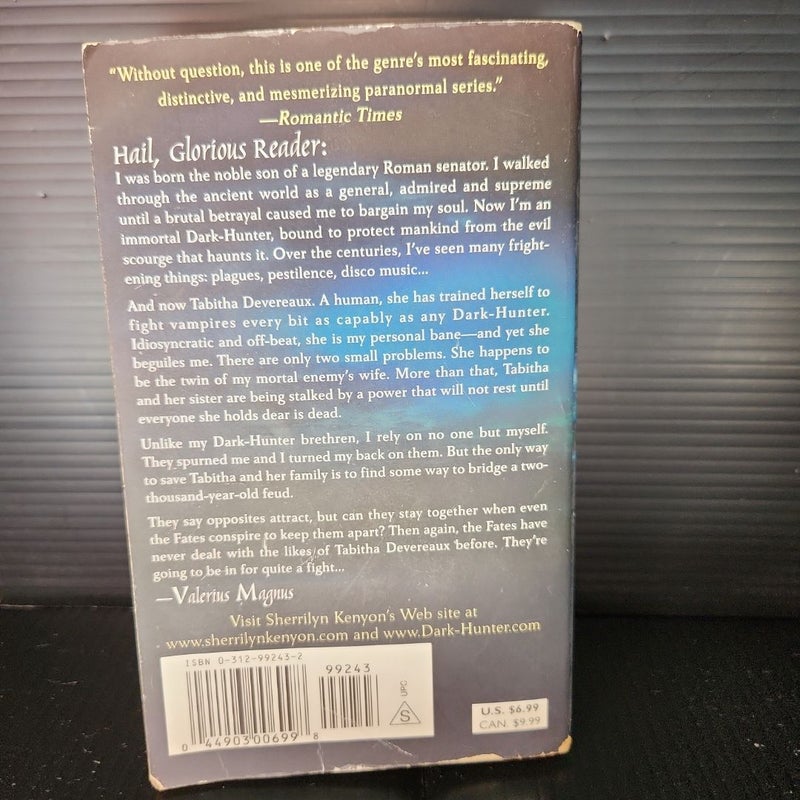 “Without question, this is one of the genre’s most fascinating,
distinctive, and mesmerizing paranormal series.”
—Romantic Times
Hail, Glorious Reader:
I was born the noble son of a legendary Roman senator. I walked
through the ancient world as a general, admired and supreme
until a brutal betrayal caused me to bargain my soul. Now I’m an
immortal Dark-Hunter, bound to protect mankind from the evil
scourge that haunts it. Over the centuries, I’ve seen many fright-
ening things: plagues, pestilence, disco music...
And now Tabitha Devereaux. A human, she has trained herself to
fight vampires every bit as capably as any Dark-Hunter.
Idiosyncratic and off-beat, she is my personal bane—and yet she
beguiles me. There are only two small problems. She happens to
be the twin of my mortal enemy’s wife. More than that, Tabitha
and her sister are being stalked by a power that will not rest until
everyone she holds dear is dead.
Unlike my Dark-Hunter brethren, I rely on no one but myself.
They spurned me and I turned my back on them. But the only way
to save Tabitha and her family is to find some way to bridge a two-
thousand-year-old feud.
They say opposites attract, but can they stay together when even
the Fates conspire to keep them apart? Then again, the Fates have
never dealt with the likes of Tabitha Devereaux before. They’re
going to be in for quite a fight...
—Valerius Magnus
Visit Sherrilyn Kenyon’s Web site at
www.sherrilynkenyon.com and www.Dark-Hunter.com
ISBN 0-312-99243-2
99243
UPC
S
0 44903 00699 8
U.S. $6.99
CAN. $9.99